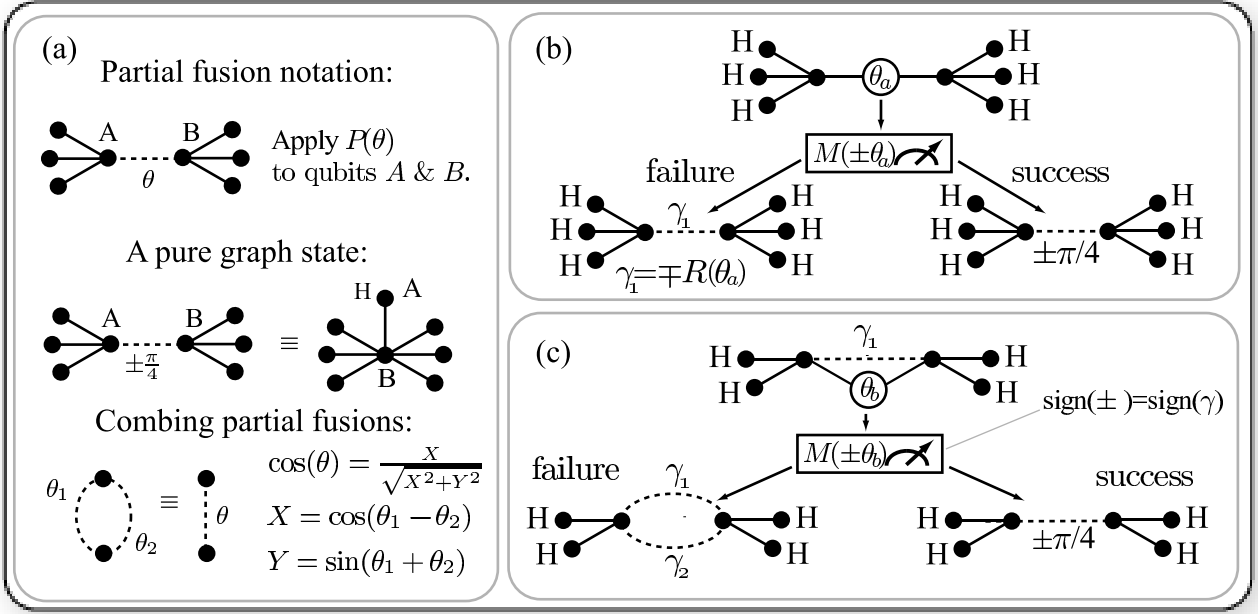 (a)
Partial fusion notation:
A B
θ
Apply P(θ)
to qubits A & B.
A pure graph state:
A B
±π/4
≡
H A
B
Combing partial fusions:
θ₁
θ₂
≡
θ
cos(θ) = X/√(X²+Y²)
X = cos(θ₁ − θ₂)
Y = sin(θ₁ + θ₂)
(b)
H H
H θₐ H
H H
M(±θₐ)
failure success
H γ₁ H H H
H H H ±π/4 H
H H H H
γ₁=∓R(θₐ)
(c)
γ₁
H H
H θb H
sign(±)=sign(γ)
M(±θb)
failure success
γ₁
H H H H
H H H ±π/4 H
γ₂